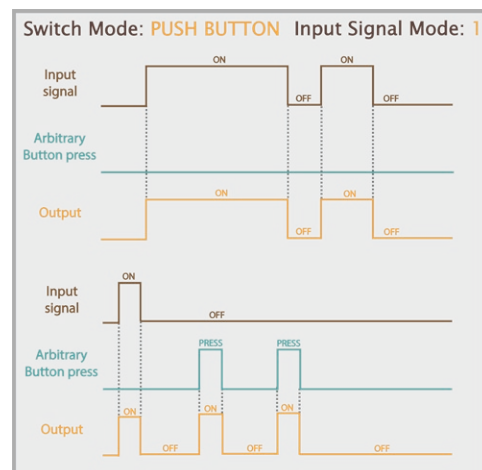 Switch Mode: PUSH BUTTON Input Signal Mode: 1
ON
ON
Input
signal
OFF
OFF
Arbitrary
Button press
ON
ON
Output
OFF
OFF
ON
Input
signal
OFF
PRESS
PRESS
Arbitrary
Button press
ON
ON
ON
Output
OFF
OFF
OFF